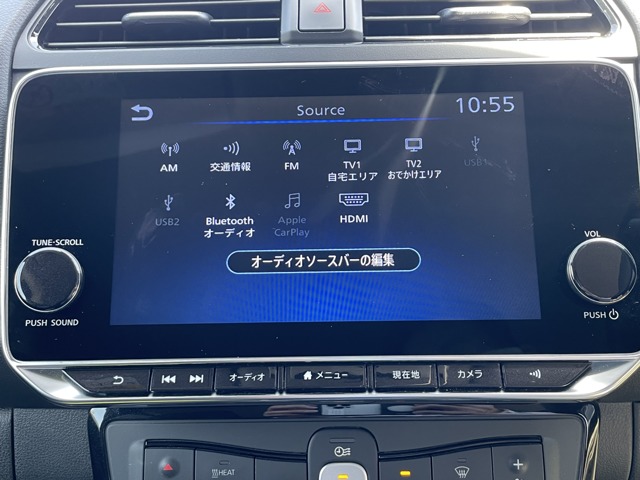 Source
10:55
AM
交通情報
FM
TV1
自宅エリア
TV2
おでかけエリア
USB1
USB2
Bluetooth
オーディオ
Apple
CarPlay
HDMI
オーディオソースバーの編集
TUNE·SCROLL
PUSH SOUND
VOL
PUSH
オーディオ
メニュー
現在地
カメラ
HEAT